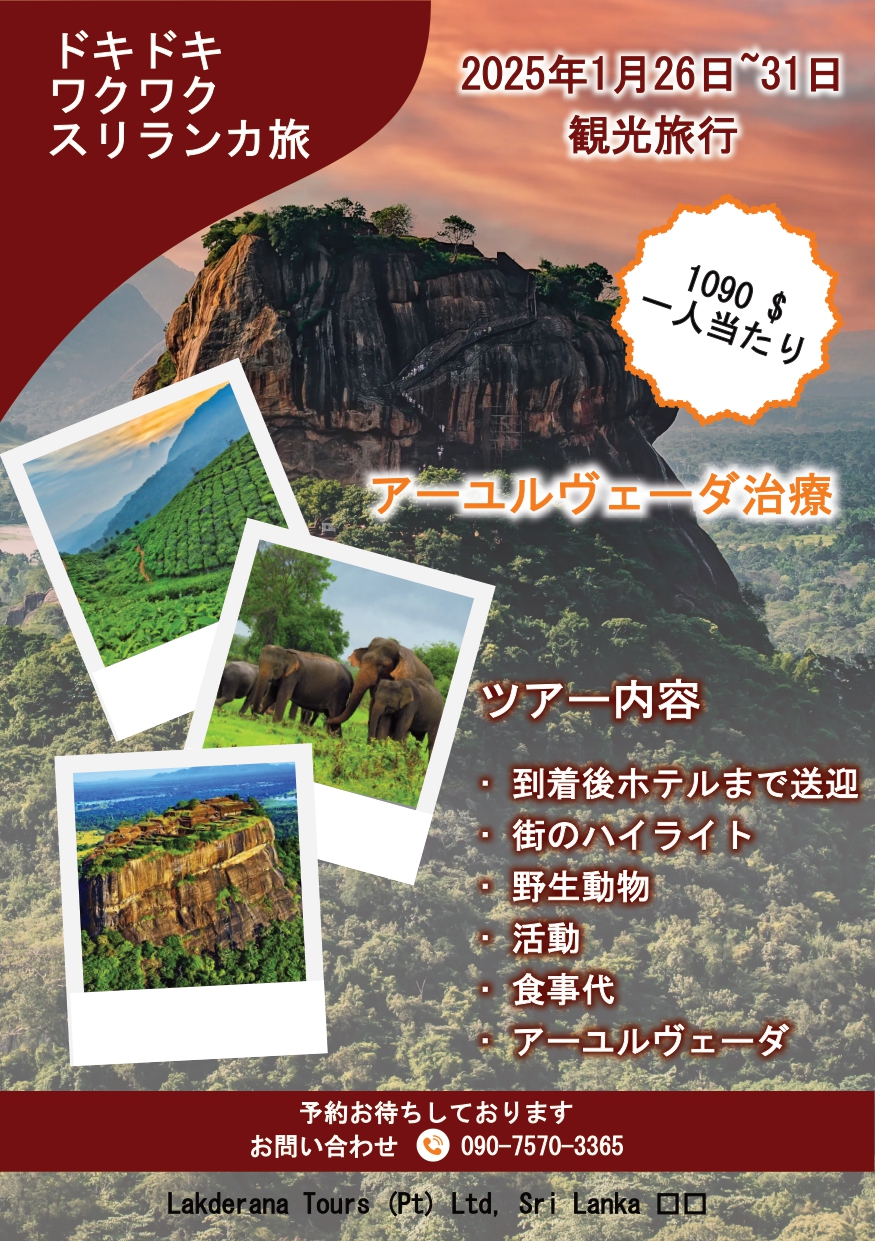 ドキドキ
ワクワク
スリランカ旅
2025年1月26日~31日
観光旅行
1090 $
一人当たり
アーユルヴェーダ治療
ツアー内容
・ 到着後ホテルまで送迎
・ 街のハイライト
・ 野生動物
・ 活動
・ 食事代
・ アーユルヴェーダ
予約お待ちしております
お問い合わせ 090-7570-3365
Lakderana Tours (Pt) Ltd, Sri Lanka □□